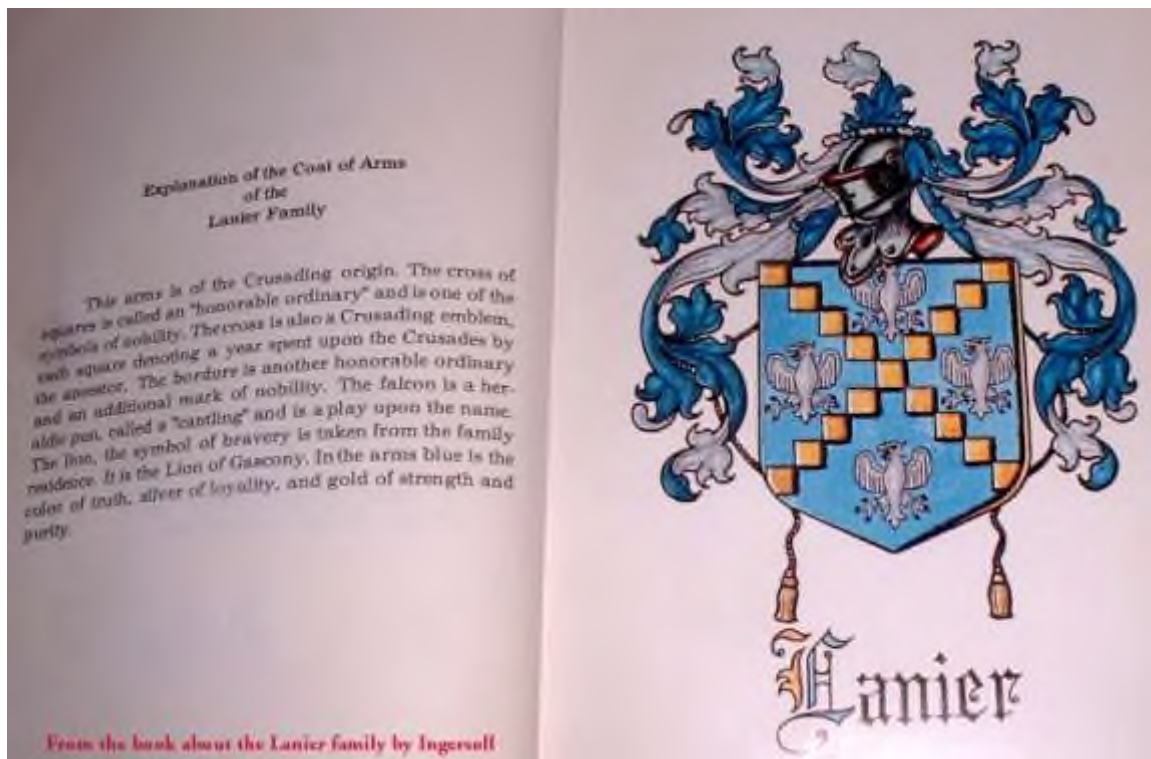 Explanation of the Coat of Arms
of the
Lanier Family
This arms is of the Crusading origin. The cross of
squares is called an "honorable ordinary" and is one of the
symbols of nobility. The cross is also a Crusading emblem,
each square denoting a year spent upon the Crusades by
the ancestor. The bordure is another honorable ordinary
and an additional mark of nobility. The falcon is a her-
aldic pun, called a "cantling" and is a play upon the name.
The lion, the symbol of bravery is taken from the family
residence. It is the Lion of Gascony. In the arms blue is the
color of truth, silver of loyality, and gold of strength and
purity.
From the book about the Lanier family by Ingersoll
Lanier